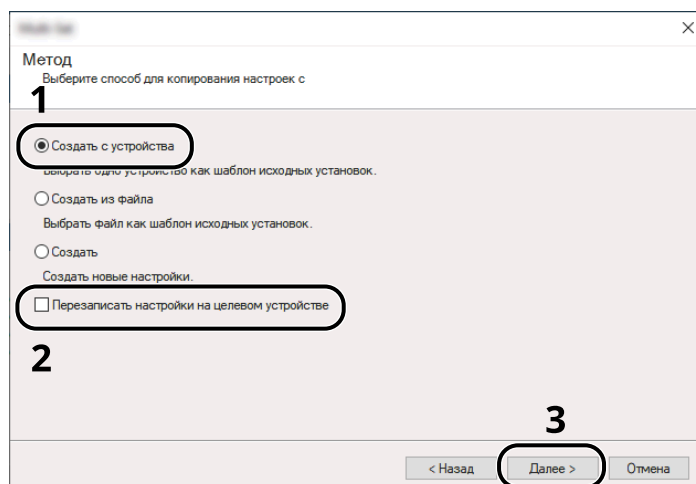 Метод
Выберите способ для копирования настроек с
1
Создать с устройства
Выбрать одно устройство как шаблон исходных установок.
Создать из файла
Выбрать файл как шаблон исходных установок.
Создать
Создать новые настройки.
Перезаписать настройки на целевом устройстве
2
3
< Назад
Далее >
Отмена